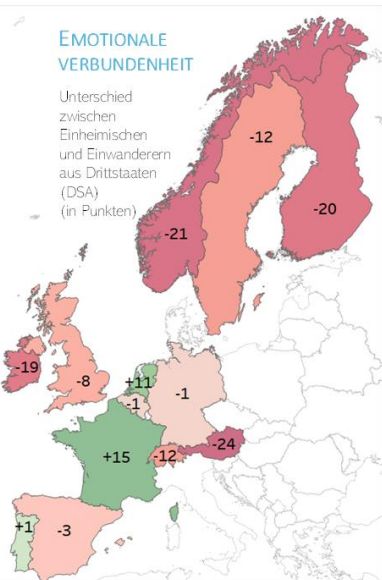 EMOTIONALE
VERBUNDENHEIT
Unterschied
zwischen
Einheimischen
und Einwanderern
aus Drittstaaten
(DSA)
(in Punkten)
-12
-20
-21
-19
-8
+11
-1
-1
+15
-12
-24
+1
-3